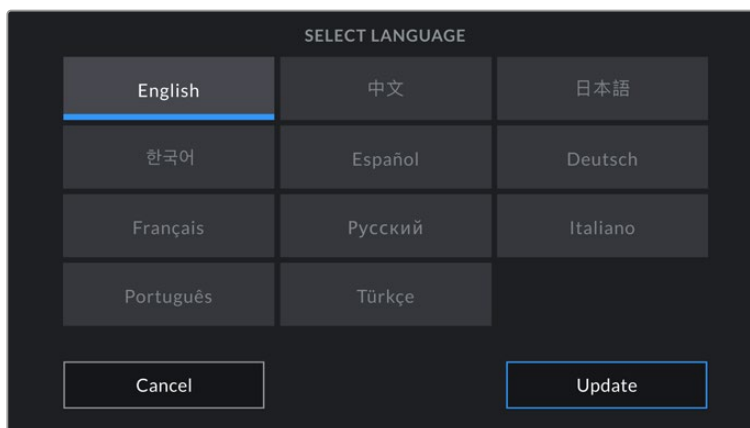 SELECT LANGUAGE
English
中文
日本語
한국어
Español
Deutsch
Français
Русский
Italiano
Português
Türkçe
Cancel
Update